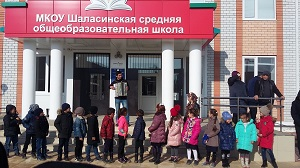 МКОУ Шаласинская средняя
общеобразовательная школа